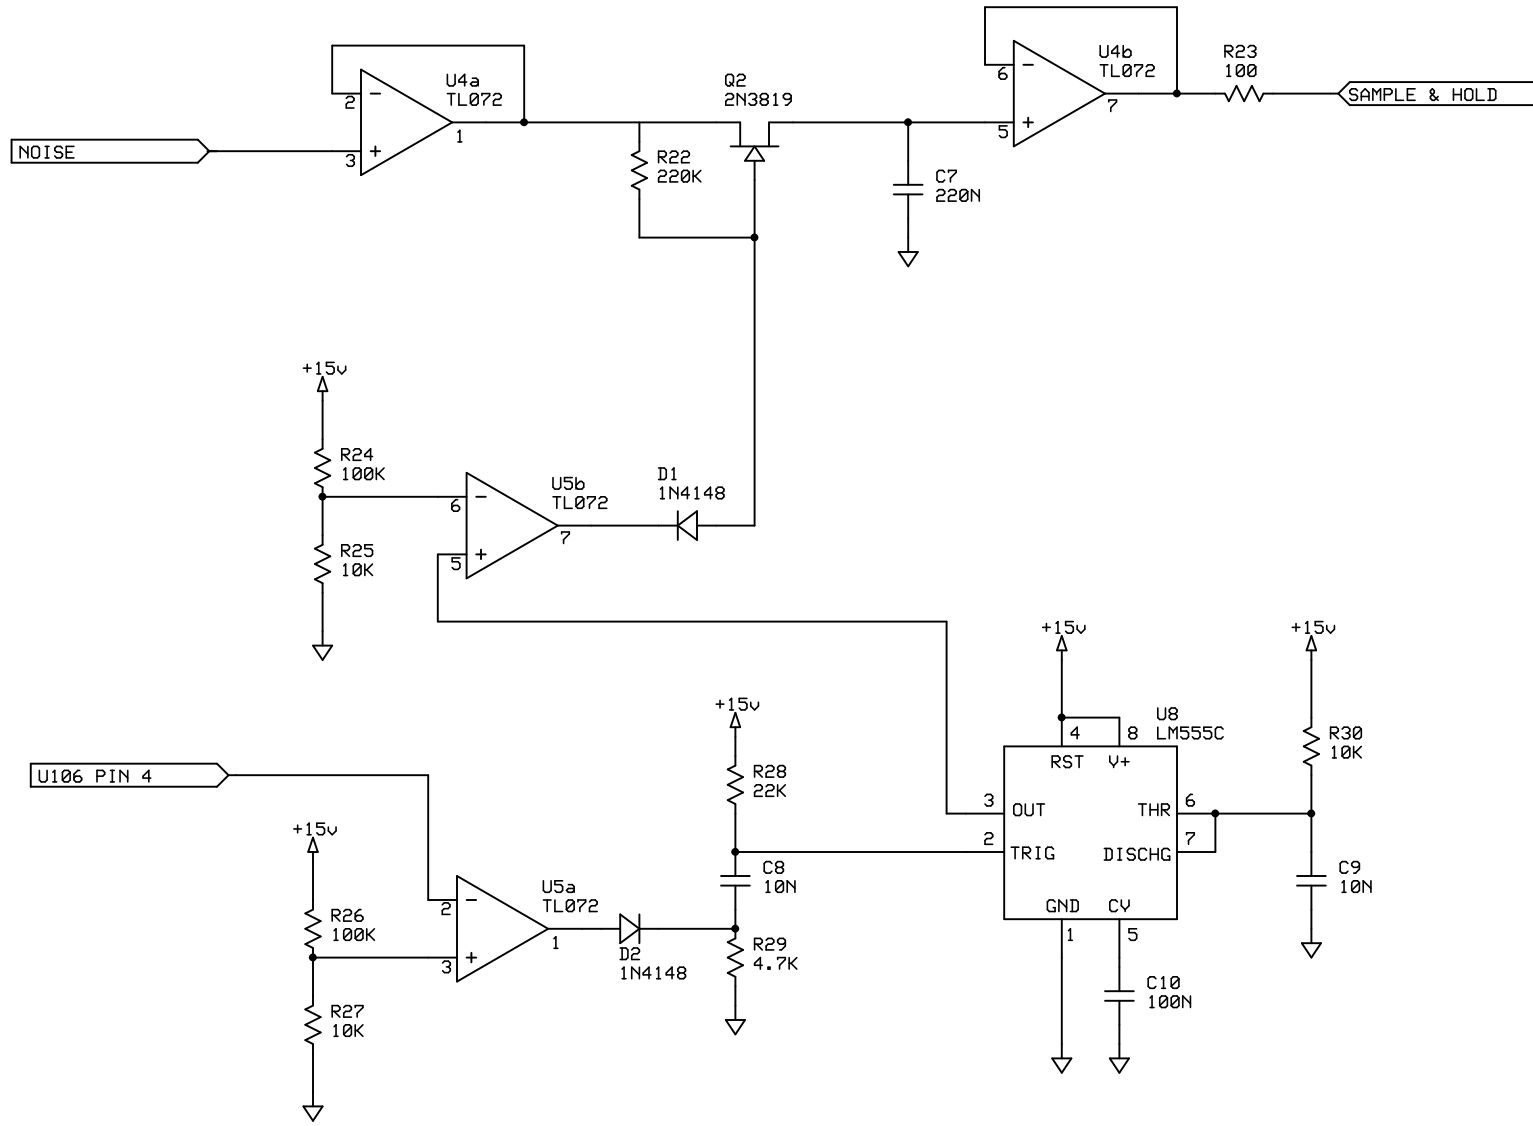 U4a
TL072
2
3
1
NOISE
Q2
2N3819
R22
220K
C7
220N
U4b
TL072
6
5
7
R23
100
SAMPLE & HOLD
+15v
R24
100K
R25
10K
U5b
TL072
6
5
7
D1
1N4148
U106 PIN 4
+15v
R26
100K
R27
10K
U5a
TL072
2
3
1
D2
1N4148
+15v
R28
22K
C8
10N
R29
4.7K
+15v
U8
LM555C
4
8
RST
V+
3
OUT
THR
6
2
TRIG
DISCHG
7
GND
CV
1
5
C10
100N
+15v
R30
10K
C9
10N